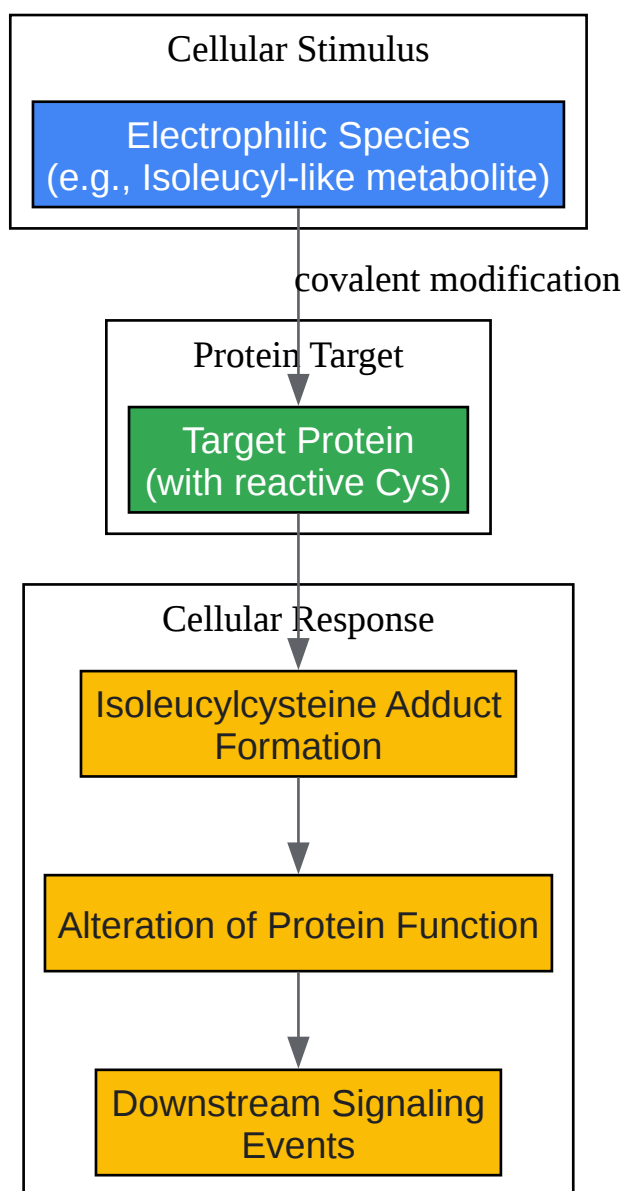 Cellular Stimulus
Electrophilic Species
(e.g., Isoleucyl-like metabolite)
covalent modification
Protein Target
Target Protein
(with reactive Cys)
Cellular Response
Isoleucylcysteine Adduct
Formation
Alteration of Protein Function
Downstream Signaling
Events